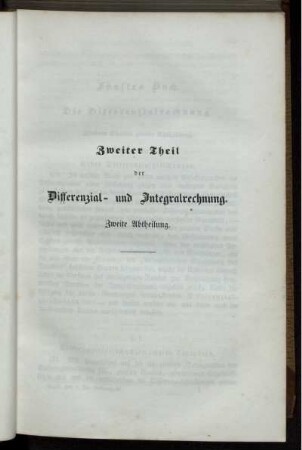 Zweiter Theil
der
Differenzial- und Integralrechnung.
Zweite Abtheilung.